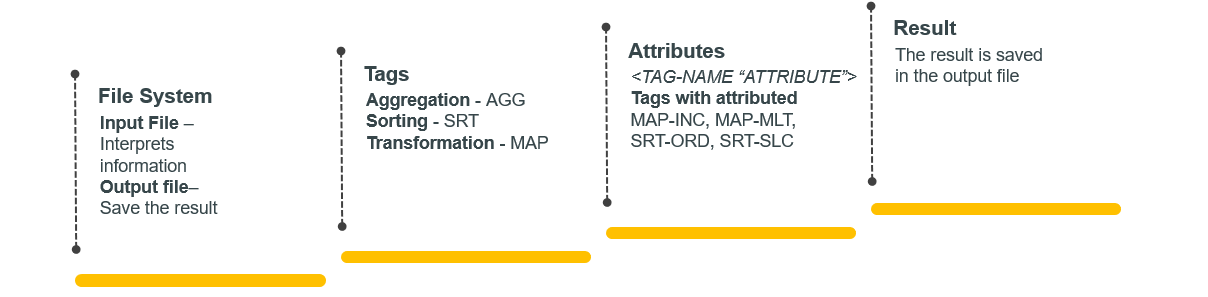 File System
Input File –
Interprets
information
Output file–
Save the result
Tags
Aggregation - AGG
Sorting - SRT
Transformation - MAP
Attributes
<TAG-NAME “ATTRIBUTE”>
Tags with attributed
MAP-INC, MAP-MLT,
SRT-ORD, SRT-SLC
Result
The result is saved
in the output file